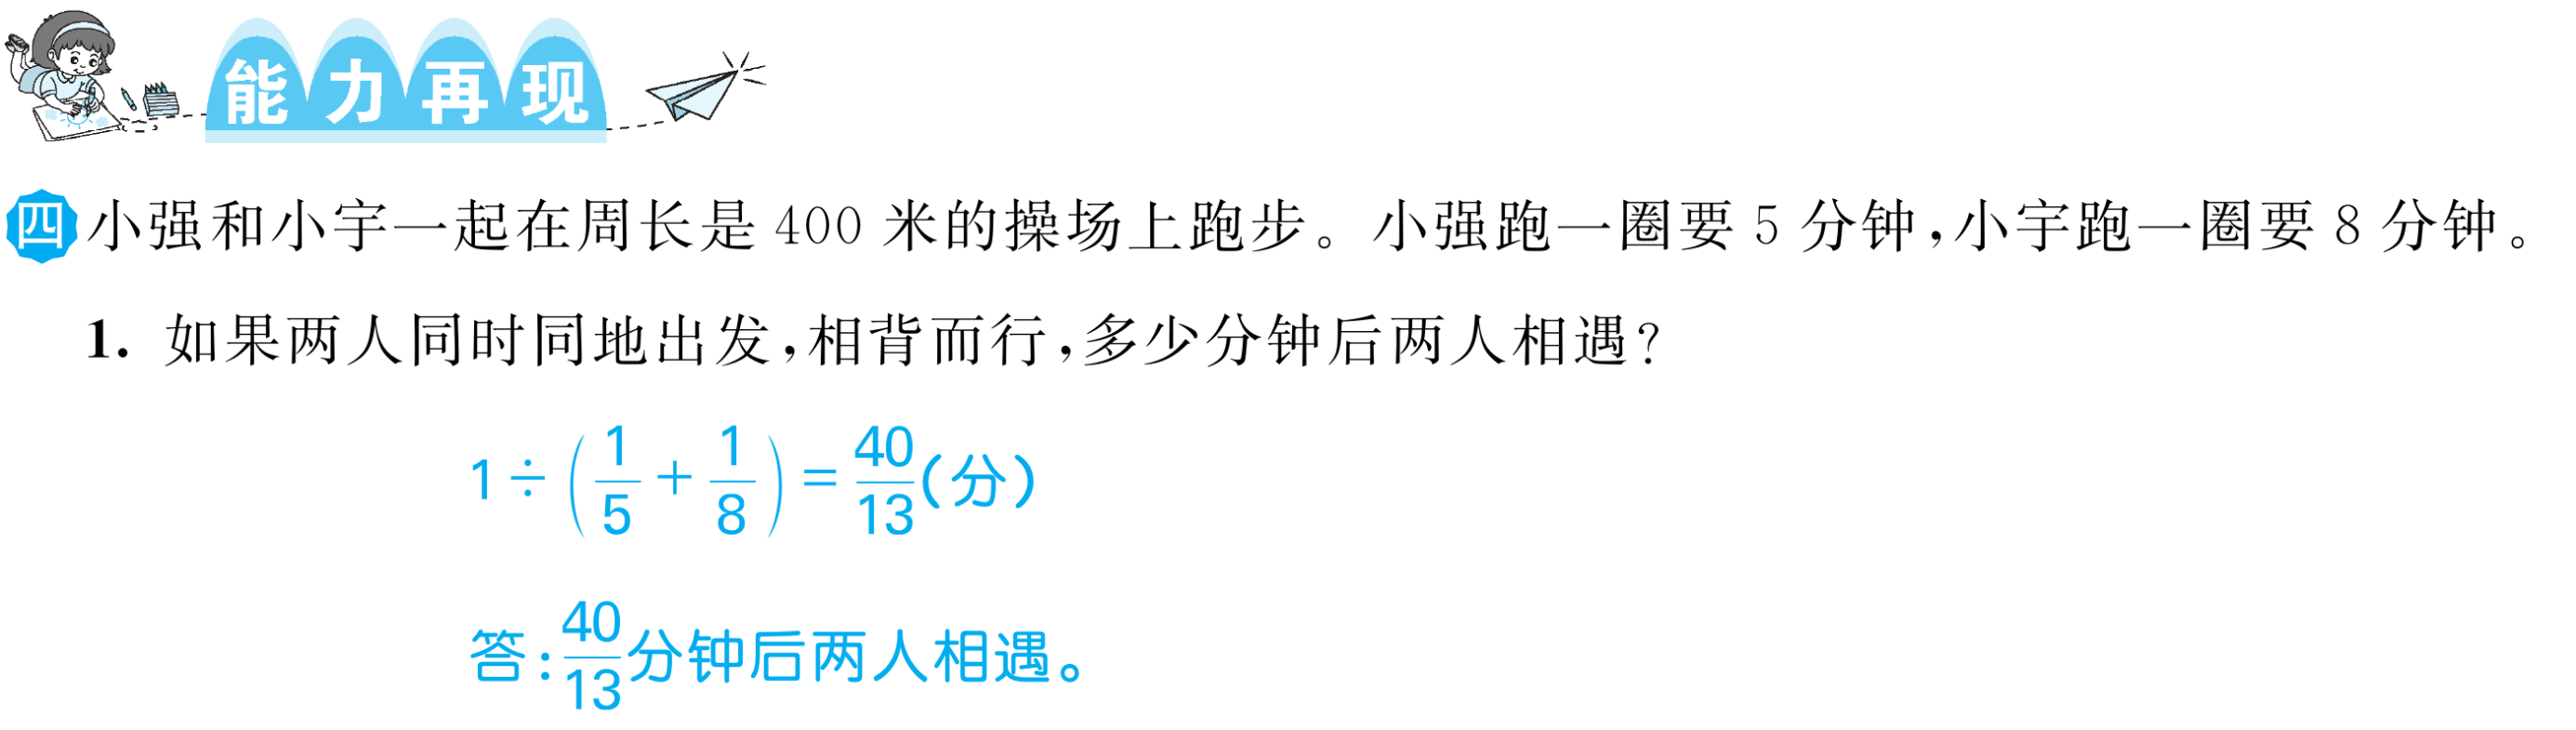 能力再现
四 小强和小宇一起在周长是 400 米的操场上跑步。小强跑一圈要 5 分钟,小宇跑一圈要 8 分钟。
1. 如果两人同时同地出发,相背而行,多少分钟后两人相遇?
1÷(1/5+1/8)=40/13(分)
答:40/13分钟后两人相遇。